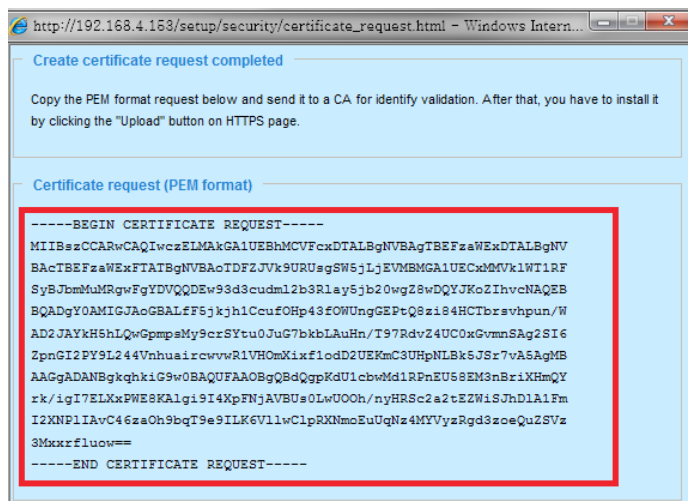 http://192.168.4.153/setup/security/certificate_request.html - Windows Intern...
Create certificate request completed
Copy the PEM format request below and send it to a CA for identify validation. After that, you have to install it
by clicking the "Upload" button on HTTPS page.
Certificate request (PEM format)
-----BEGIN CERTIFICATE REQUEST-----
MIIBszCCARwCAQIwczELMAkGA1UEBhMCVFcxDTALBgNVBAgTBEFzaWExDTALBgNV
BAcTBEFzaWExFTATBgNVBAoTDFZJVk9URUsgSW5jLjEVMBMGA1UECxMMVklWT1RF
SyBJbmMuMRgwFgYDVQQDEw93d3cudml2b3Rlay5jb20wgZ8wDQYJKoZIhvcNAQEB
BQADgY0AMIGJAoGBALfF5jkjh1CcufOHp43fOWUngGEPtQ8zi84HCTbrsvhpun/W
AD2JAYkH5hLQwGpmpsMy9crSYtu0JuG7bkbLAuHn/T97RdvZ4UC0xGvmnSAg2SI6
ZpnGI2PY9L244VnhuaircwvwR1VHOmXixf1odD2UEKmC3UHpNLBk5JSr7vA5AgMB
AAGgADANBgkqhkiG9w0BAQUFAAOBgQBdQgpKdU1cbwMd1RPnEU58EM3nBriXHmQY
rk/igI7ELXxPWE8KAlgi9I4XpFNjAVBUs0LwUOOh/nyHRSc2a2tEZWiSJhDlA1Fm
I2XNPlIAvC46zaOh9bqT9e9ILK6VllwClpRXNmoEuUqNz4MYVyzRgd3zoeQuZSVz
3Mxxrfluow==
-----END CERTIFICATE REQUEST-----